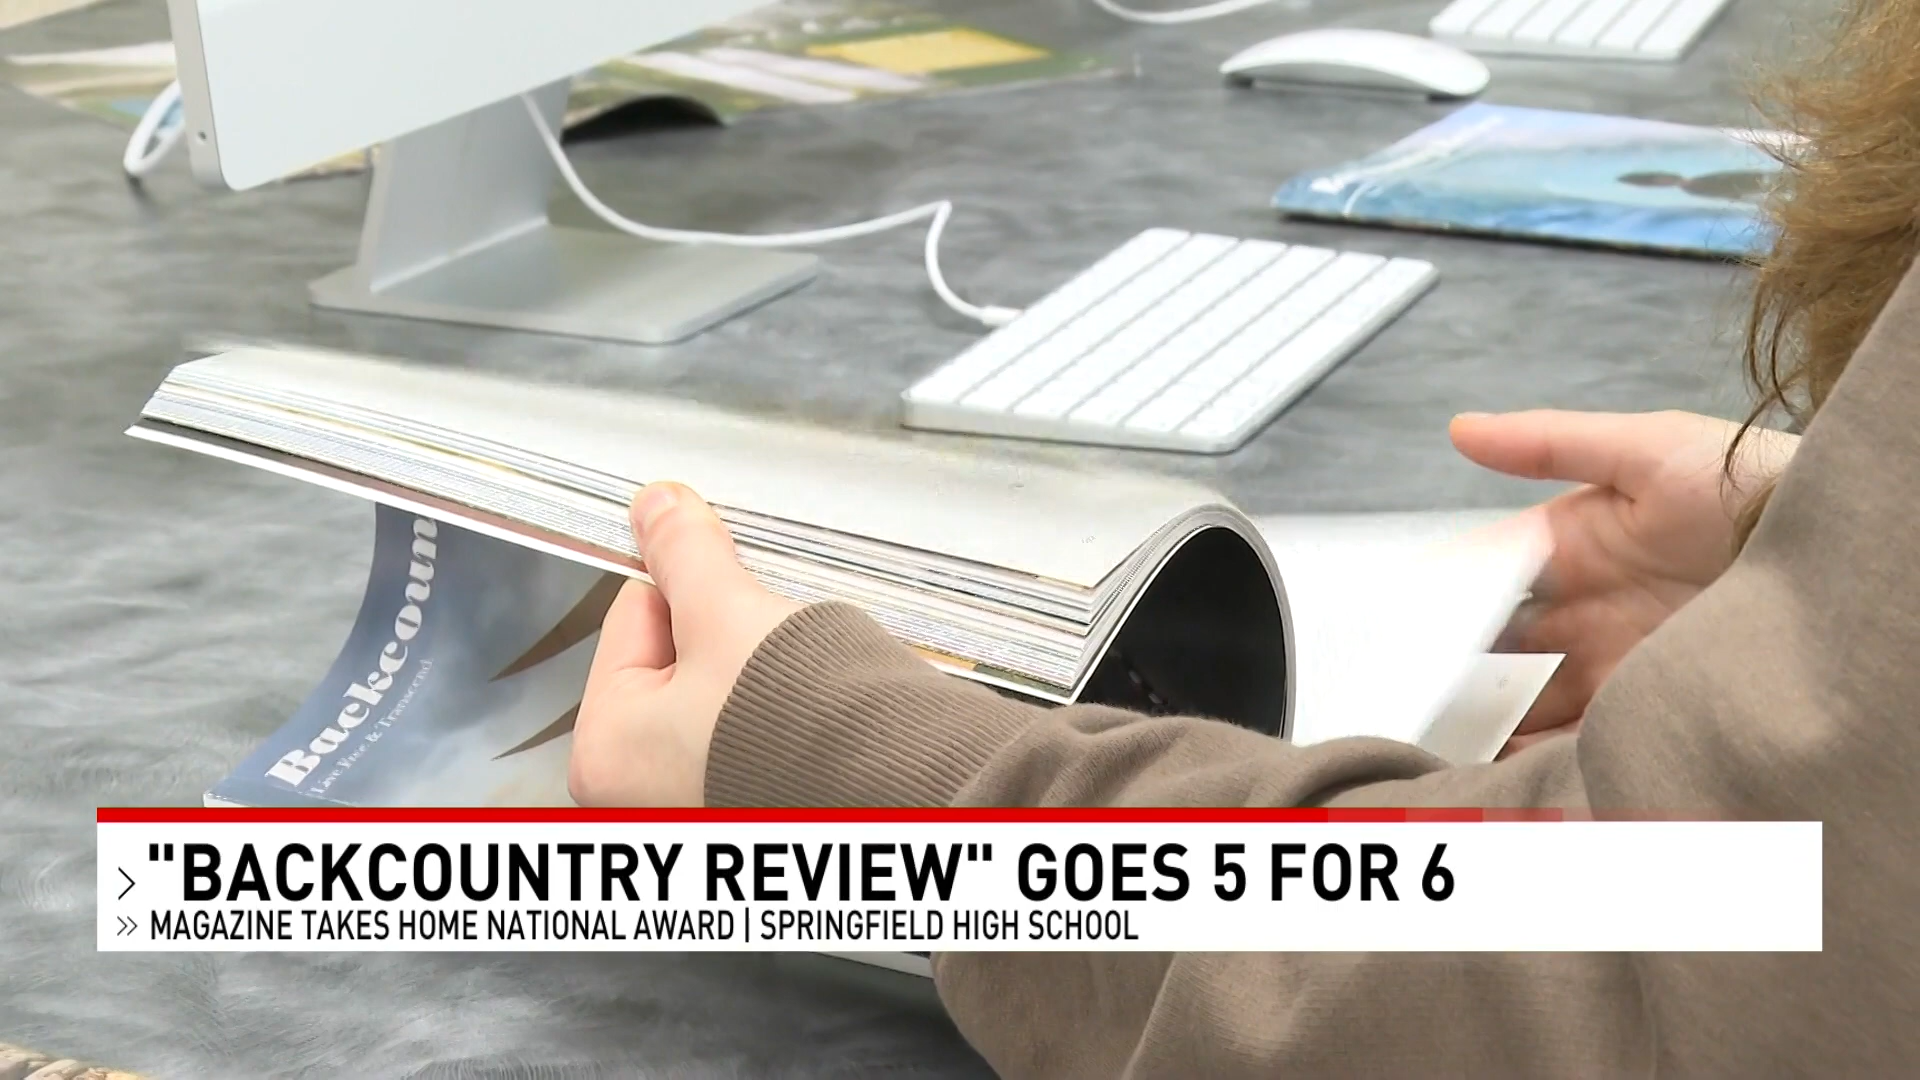 Backcoun
Live Free & Transcend
"BACKCOUNTRY REVIEW" GOES 5 FOR 6
MAGAZINE TAKES HOME NATIONAL AWARD | SPRINGFIELD HIGH SCHOOL